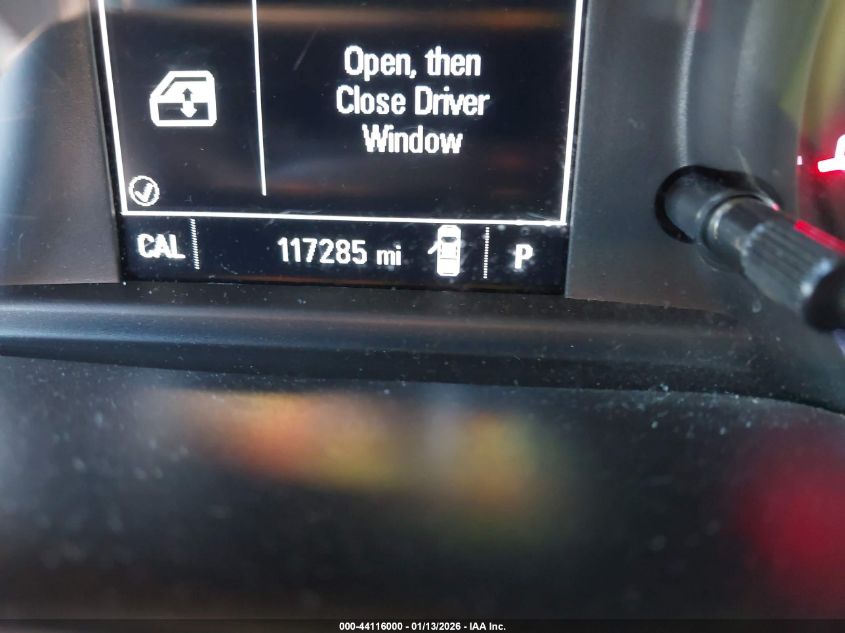 Open, then
Close Driver
Window
CAL 117285 mi P
000-44116000 - 01/13/2026 - IAA Inc.